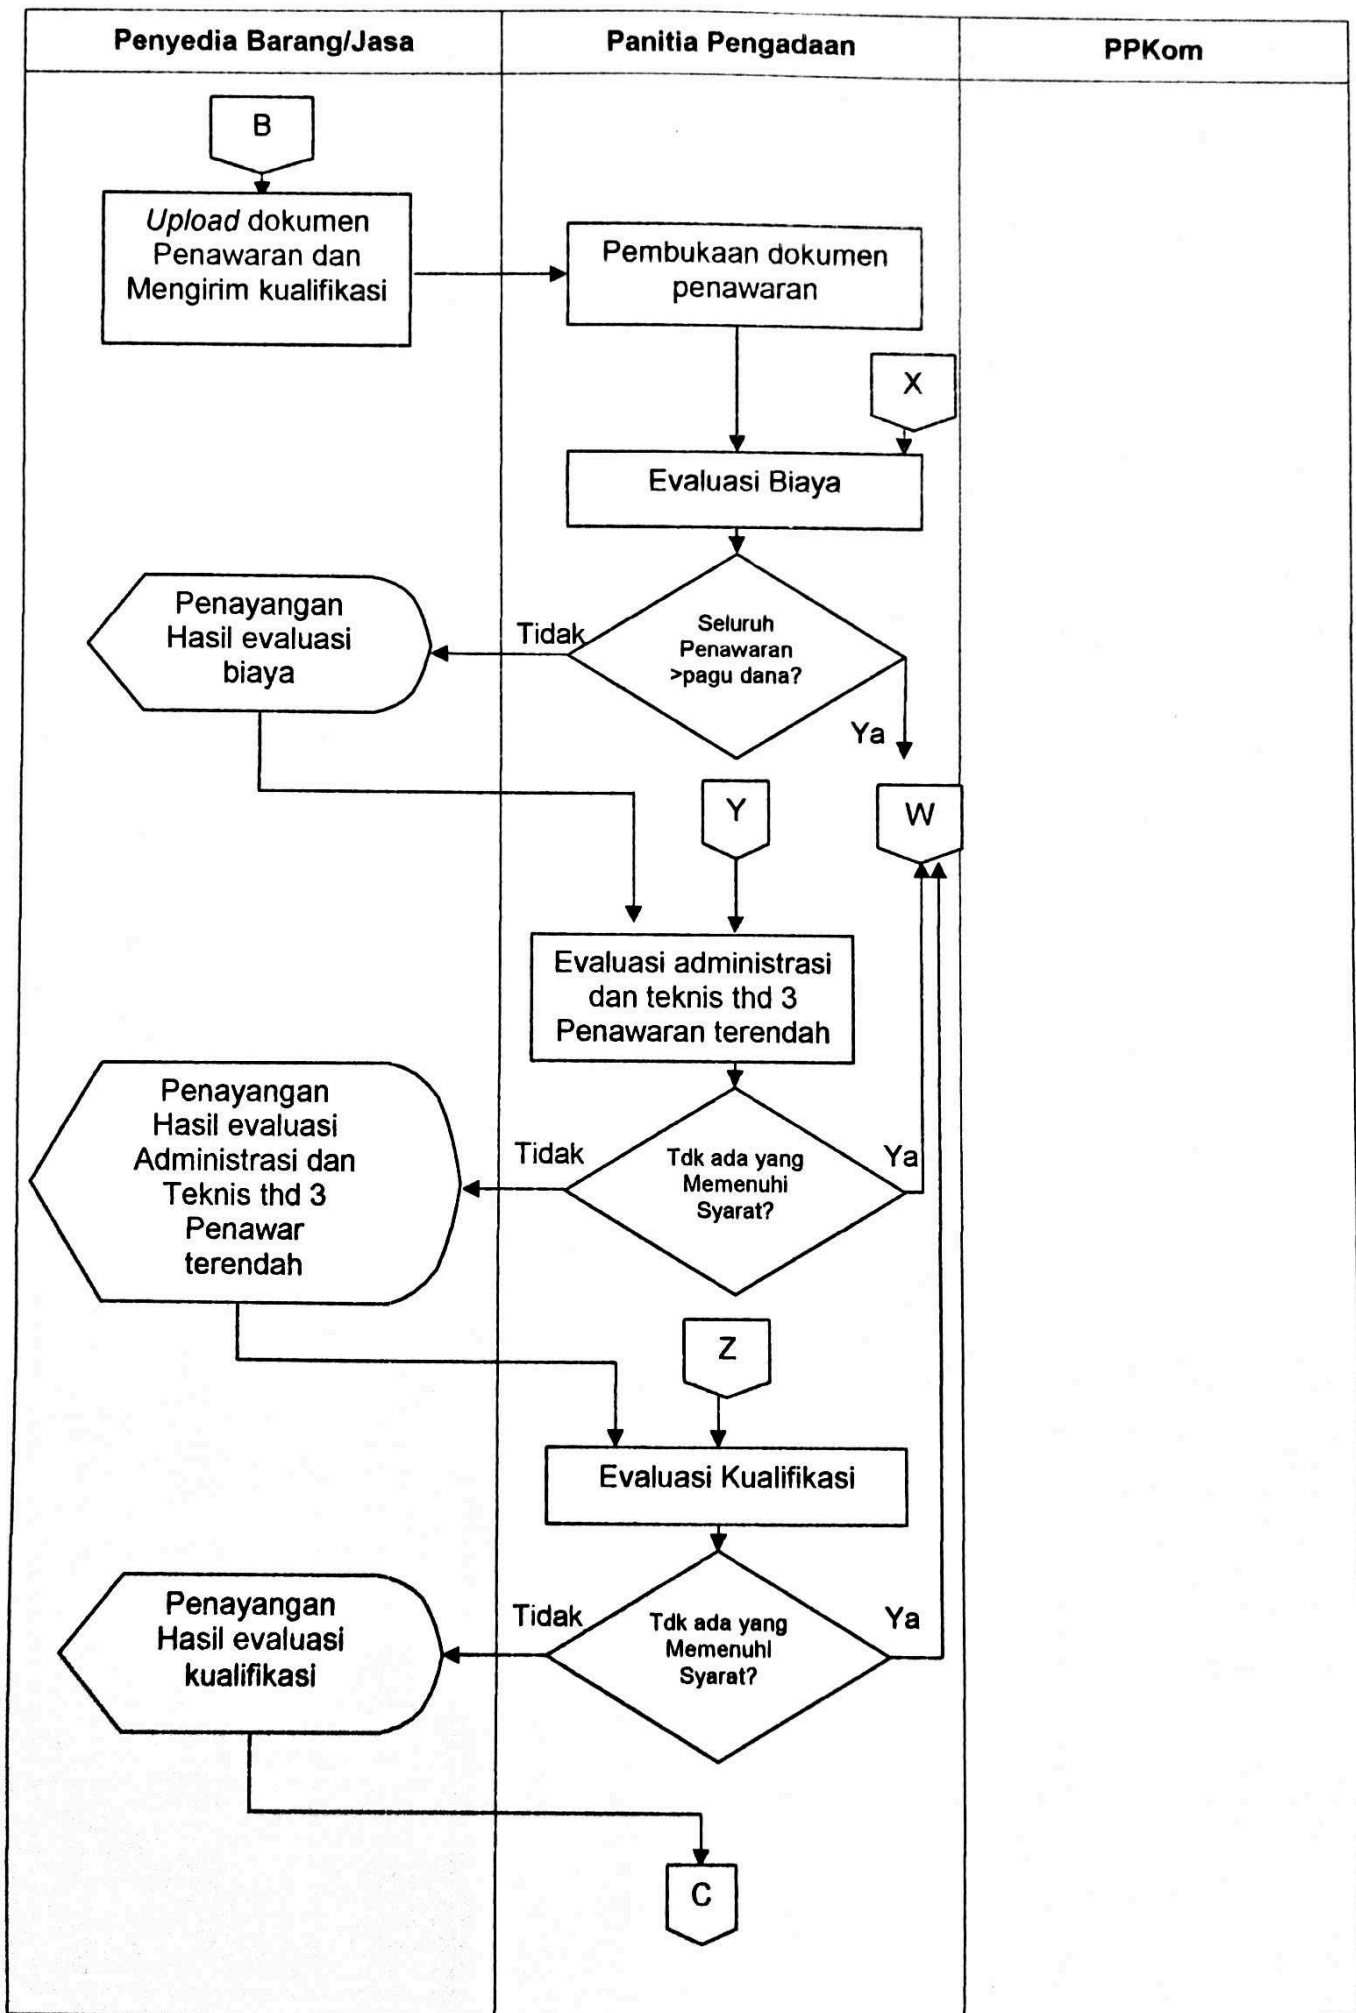 Penyedia Barang/Jasa
Panitia Pengadaan
PPKom
B
Upload dokumen
Penawaran dan
Mengirim kualifikasi
Pembukaan dokumen
penawaran
X
Evaluasi Biaya
Penayangan
Hasil evaluasi
biaya
Tidak
Seluruh
Penawaran
>pagu dana?
Ya
Y
W
Evaluasi administrasi
dan teknis thd 3
Penawaran terendah
Penayangan
Hasil evaluasi
Administrasi dan
Teknis thd 3
Penawar
terendah
Tidak
Tdk ada yang
Memenuhi
Syarat?
Ya
Z
Evaluasi Kualifikasi
Penayangan
Hasil evaluasi
kualifikasi
Tidak
Tdk ada yang
Memenuhi
Syarat?
Ya
C